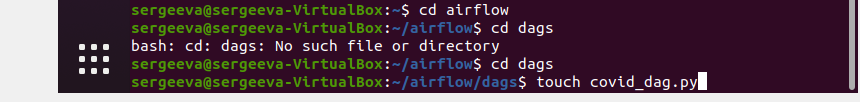 sergeeva@sergeeva-VirtualBox:~$ cd airflow
sergeeva@sergeeva-VirtualBox:~/airflow$ cd dags
bash: cd: dags: No such file or directory
sergeeva@sergeeva-VirtualBox:~/airflow$ cd dags
sergeeva@sergeeva-VirtualBox:~/airflow/dags$ touch covid_dag.py